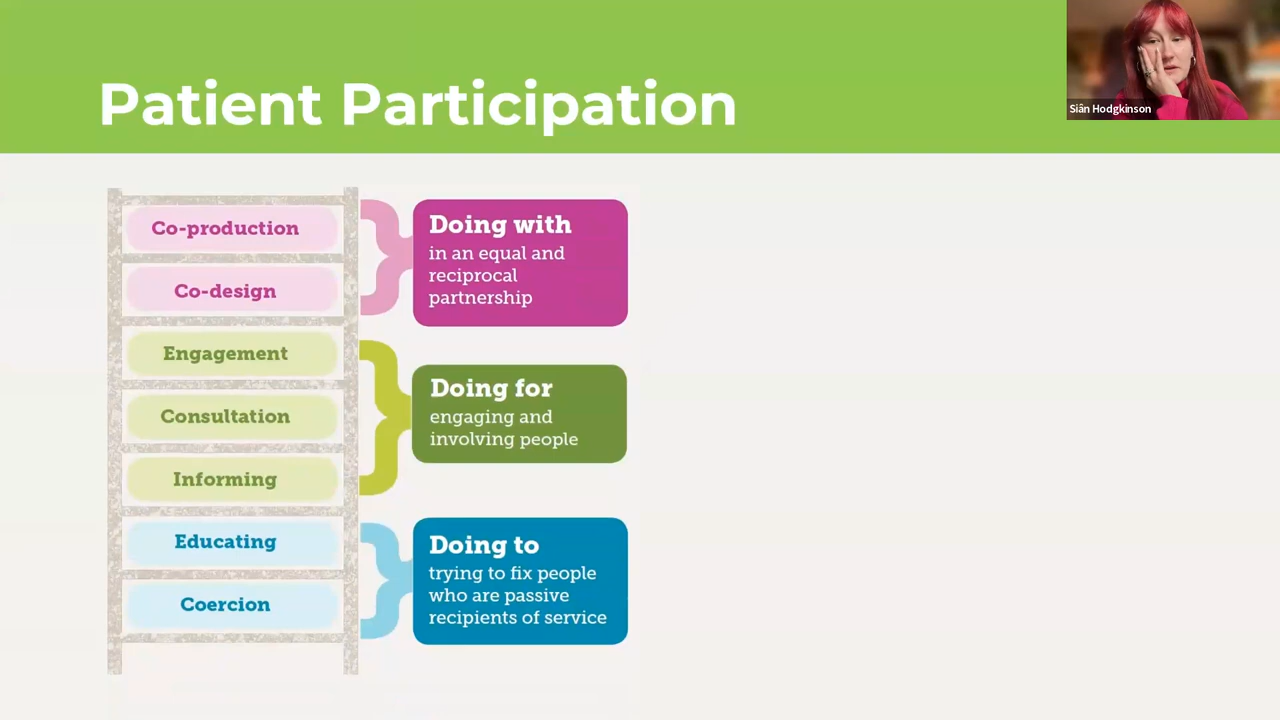 Patient Participation
Siân Hodgkinson
Co-production
Co-design
Engagement
Consultation
Informing
Educating
Coercion
Doing with
in an equal and
reciprocal
partnership
Doing for
engaging and
involving people
Doing to
trying to fix people
who are passive
recipients of service